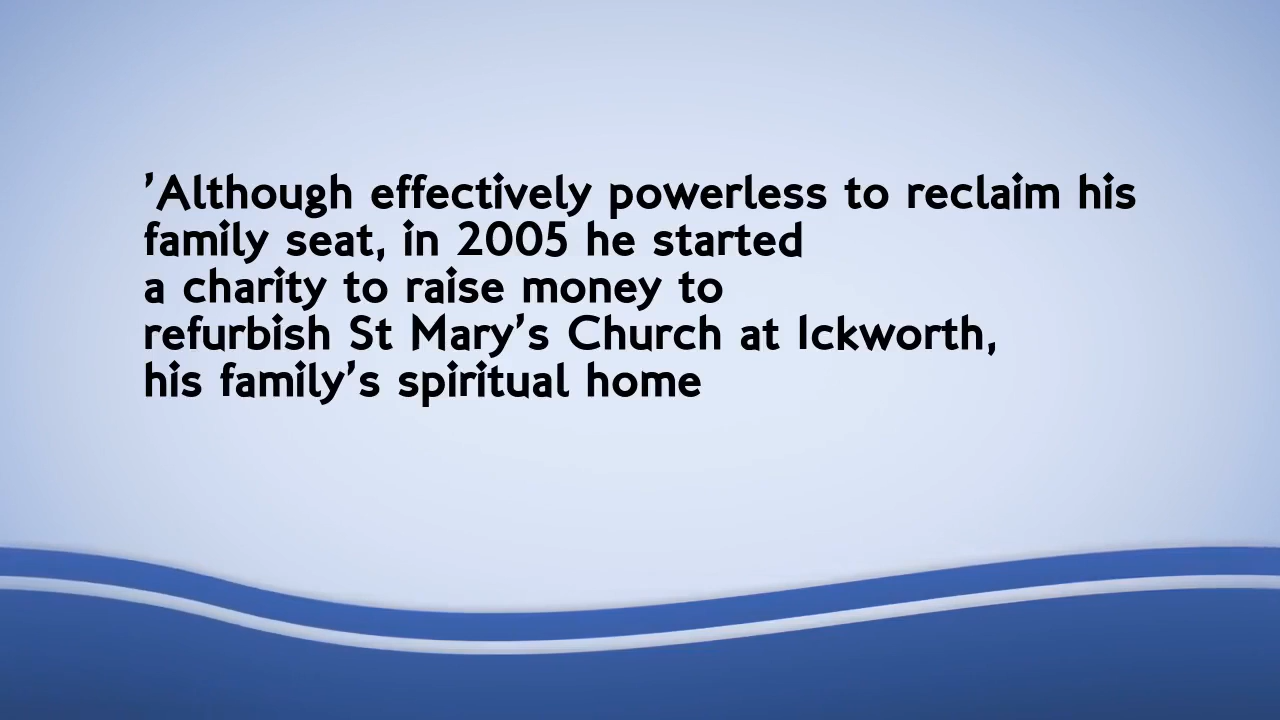 ’Although effectively powerless to reclaim his
family seat, in 2005 he started
a charity to raise money to
refurbish St Mary’s Church at Ickworth,
his family’s spiritual home